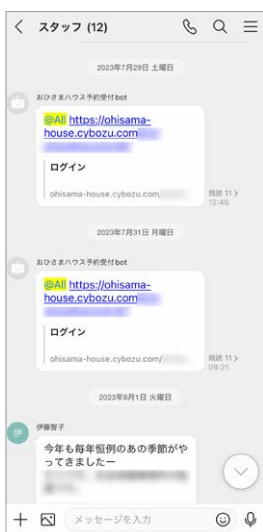 スタッフ (12)
2023年7月29日 土曜日
おひさまハウス予約受付bot
@All https://ohisama-
house.cybozu.com
ログイン
ohisama-house.cybozu.com/
既読 11
12:46
2023年7月31日 月曜日
おひさまハウス予約受付bot
@All https://ohisama-
house.cybozu.com
ログイン
ohisama-house.cybozu.com/
既読 11
09:21
2023年8月1日 火曜日
伊藤智子
伊
今年も毎年恒例のあの季節がや
ってきましたー
メッセージを入力